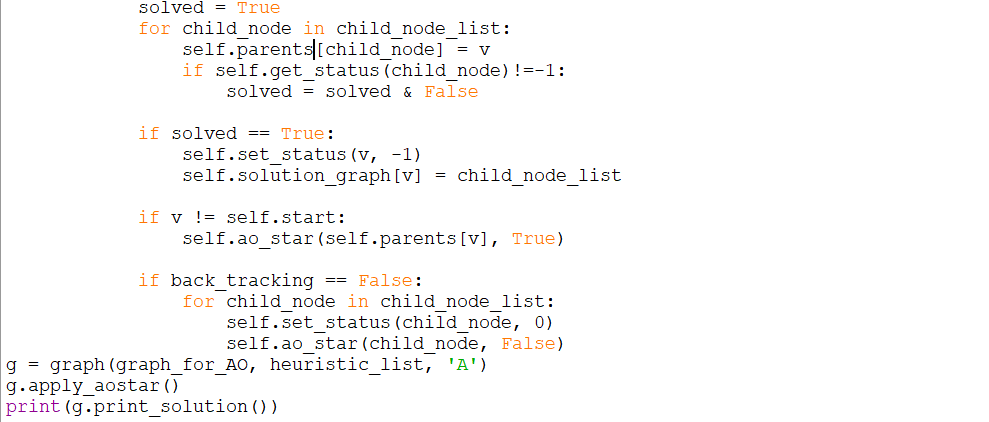 solved = True
            for child_node in child_node_list:
                self.parents[child_node] = v
                if self.get_status(child_node)!=-1:
                    solved = solved & False

            if solved == True:
                self.set_status(v, -1)
                self.solution_graph[v] = child_node_list

            if v != self.start:
                self.ao_star(self.parents[v], True)

            if back_tracking == False:
                for child_node in child_node_list:
                    self.set_status(child_node, 0)
                    self.ao_star(child_node, False)
g = graph(graph_for_AO, heuristic_list, 'A')
g.apply_aostar()
print(g.print_solution())